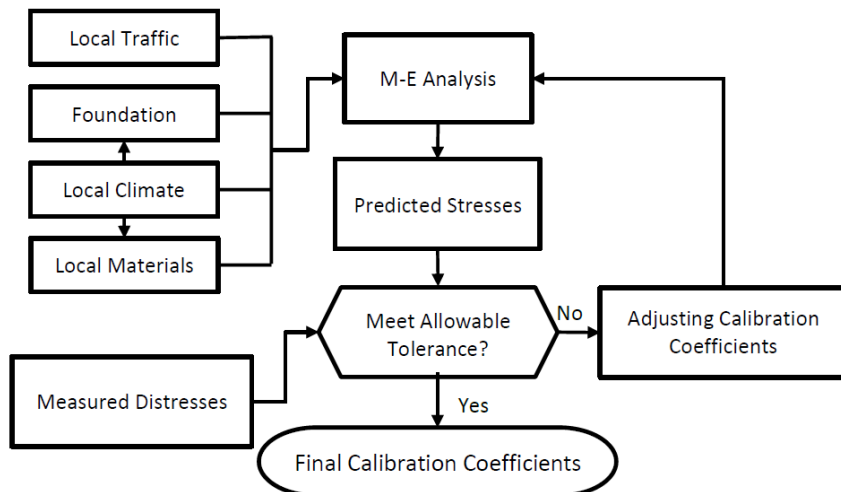 Local Traffic
Foundation
Local Climate
Local Materials
M-E Analysis
Predicted Stresses
Meet Allowable
Tolerance?
No
Adjusting Calibration
Coefficients
Measured Distresses
Yes
Final Calibration Coefficients